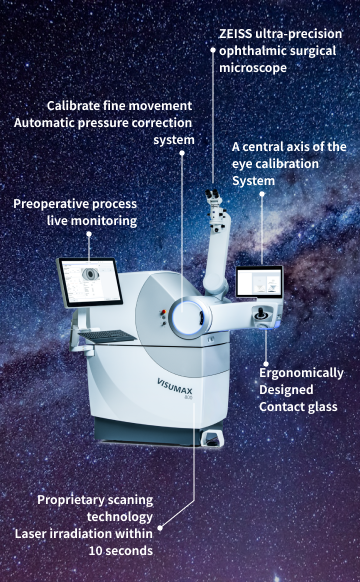 ZEISS ultra-precision
ophthalmic surgical
microscope
Calibrate fine movement
Automatic pressure correction
system
A central axis of the
eye calibration
System
Preoperative process
live monitoring
VISUMAX
800
Ergonomically
Designed
Contact glass
Proprietary scaning
technology
Laser irradiation within
10 seconds